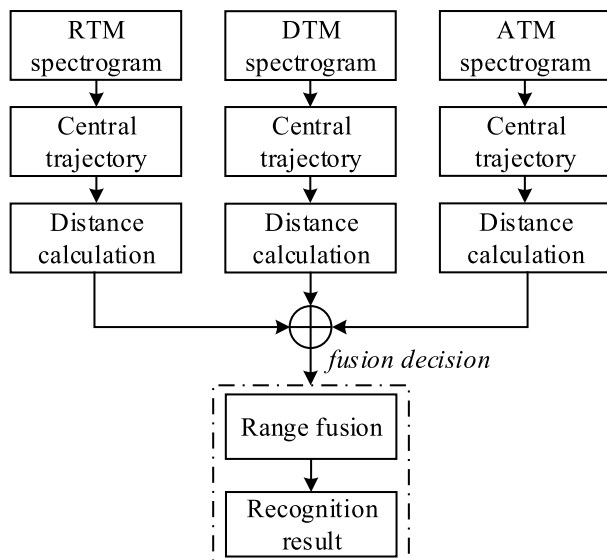 RTM
spectrogram
DTM
spectrogram
ATM
spectrogram
Central
trajectory
Central
trajectory
Central
trajectory
Distance
calculation
Distance
calculation
Distance
calculation
fusion decision
Range fusion
Recognition
result